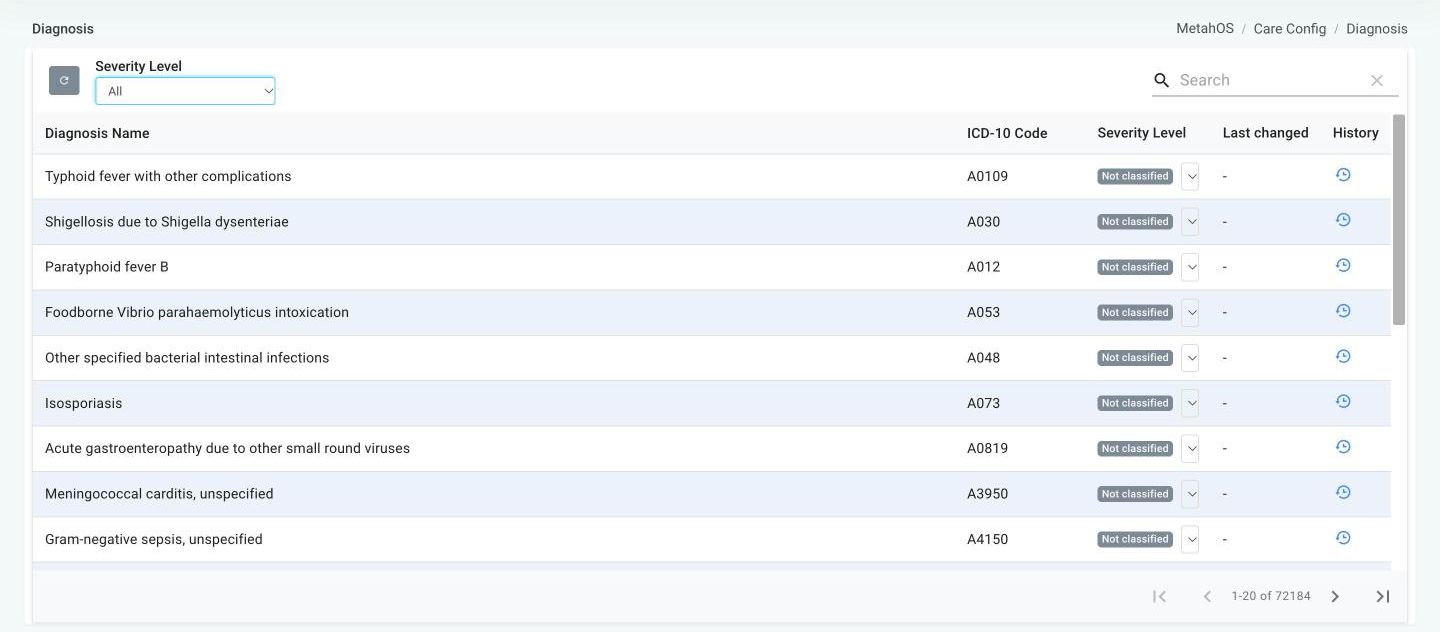 Diagnosis
MetahOS / Care Config / Diagnosis
Severity Level
All
Search
Diagnosis Name ICD-10 Code Severity Level Last changed History
Typhoid fever with other complications A0109 Not classified -
Shigellosis due to Shigella dysenteriae A030 Not classified -
Paratyphoid fever B A012 Not classified -
Foodborne Vibrio parahaemolyticus intoxication A053 Not classified -
Other specified bacterial intestinal infections A048 Not classified -
Isosporiasis A073 Not classified -
Acute gastroenteropathy due to other small round viruses A0819 Not classified -
Meningococcal carditis, unspecified A3950 Not classified -
Gram-negative sepsis, unspecified A4150 Not classified -
1-20 of 72184